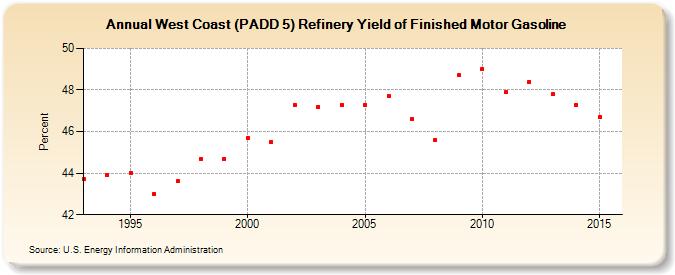 Annual West Coast (PADD 5) Refinery Yield of Finished Motor Gasoline
50
48
46
44
42
Percent
1995 2000 2005 2010 2015
Source: U.S. Energy Information Administration